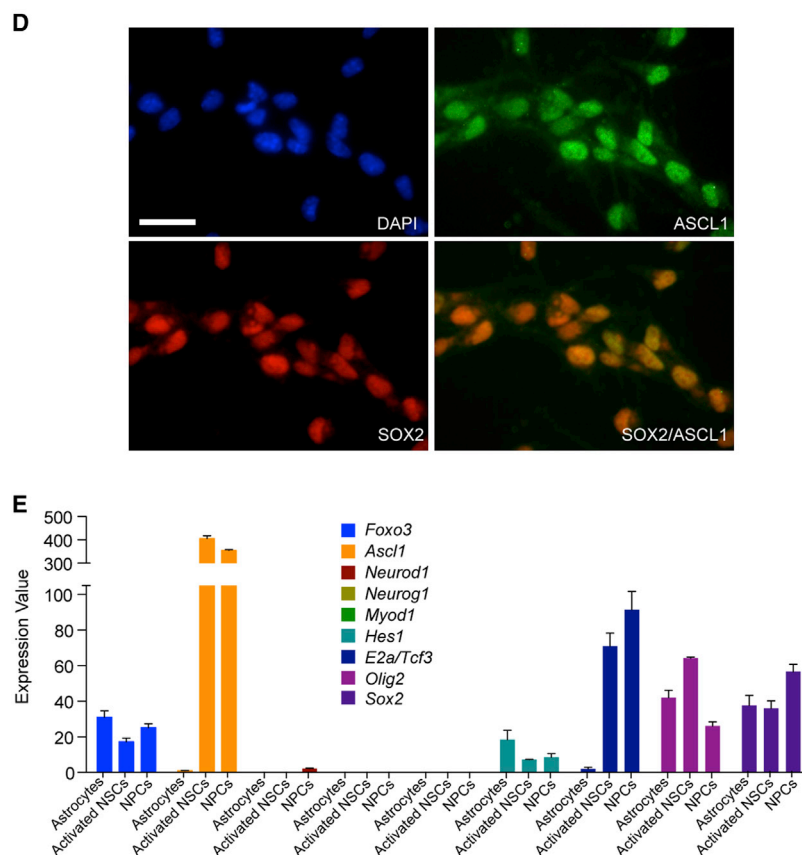 D
DAPI
ASCL1
SOX2
SOX2/ASCL1
E
Expression Value
500
400
300
100
80
60
40
20
0
Foxo3
Ascl1
Neurod1
Neurog1
Myod1
Hes1
E2a/Tcf3
Olig2
Sox2
Astrocytes
Activated NSCs
NPCs
Astrocytes
Activated NSCs
NPCs
Astrocytes
Activated NSCs
NPCs
Astrocytes
Activated NSCs
NPCs
Astrocytes
Activated NSCs
NPCs
Astrocytes
Activated NSCs
NPCs
Astrocytes
Activated NSCs
NPCs
Astrocytes
Activated NSCs
NPCs
Astrocytes
Activated NSCs
NPCs